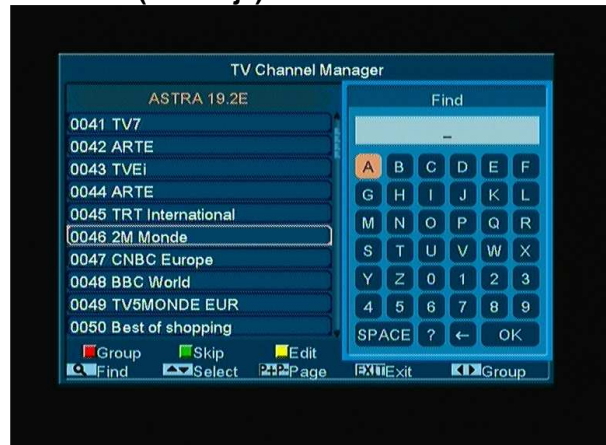 TV Channel Manager
ASTRA 19.2E
0041 TV7
0042 ARTE
0043 TVEi
0044 ARTE
0045 TRT International
0046 2M Monde
0047 CNBC Europe
0048 BBC World
0049 TV5MONDE EUR
0050 Best of shopping
Find
_
A B C D E F
G H I J K L
M N O P Q R
S T U V W X
Y Z 0 1 2 3
4 5 6 7 8 9
SPACE ? ← OK
Group Skip Edit
Find Select P+P- Page EXIT Exit Group